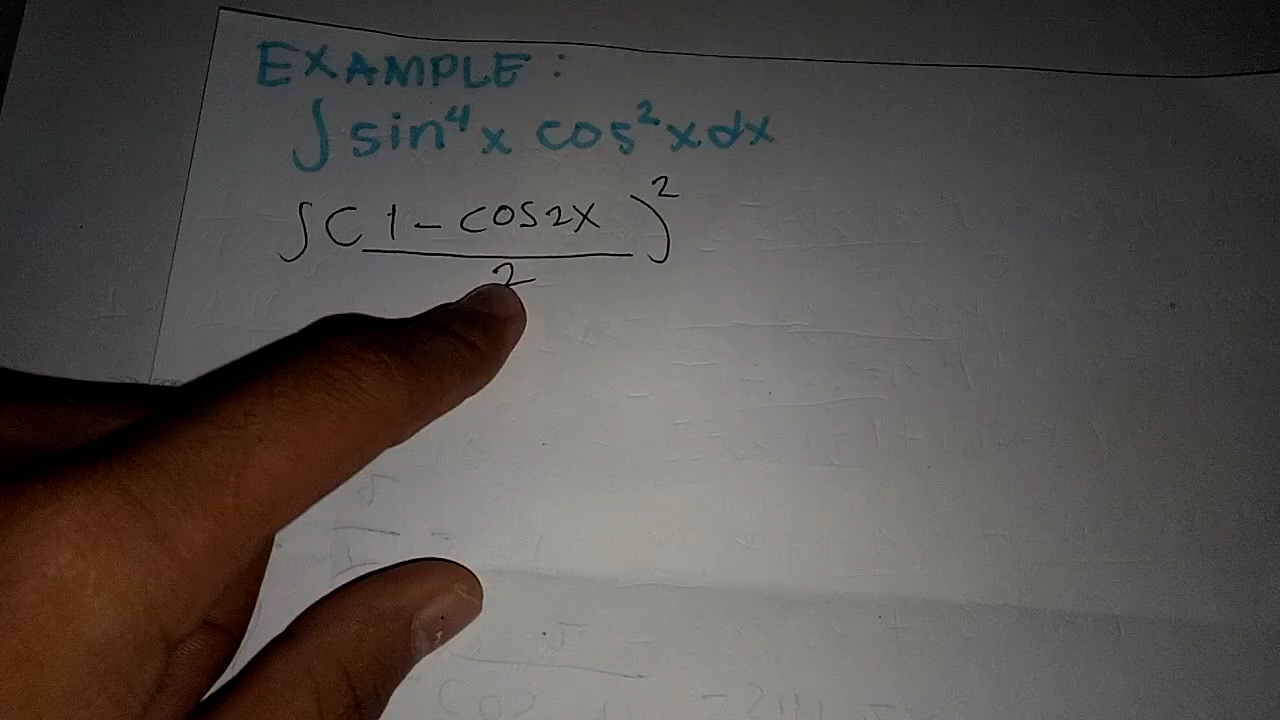 EXAMPLE:
∫ sin⁴x cos²x dx
∫ ( 1 - cos2x / 2 )²